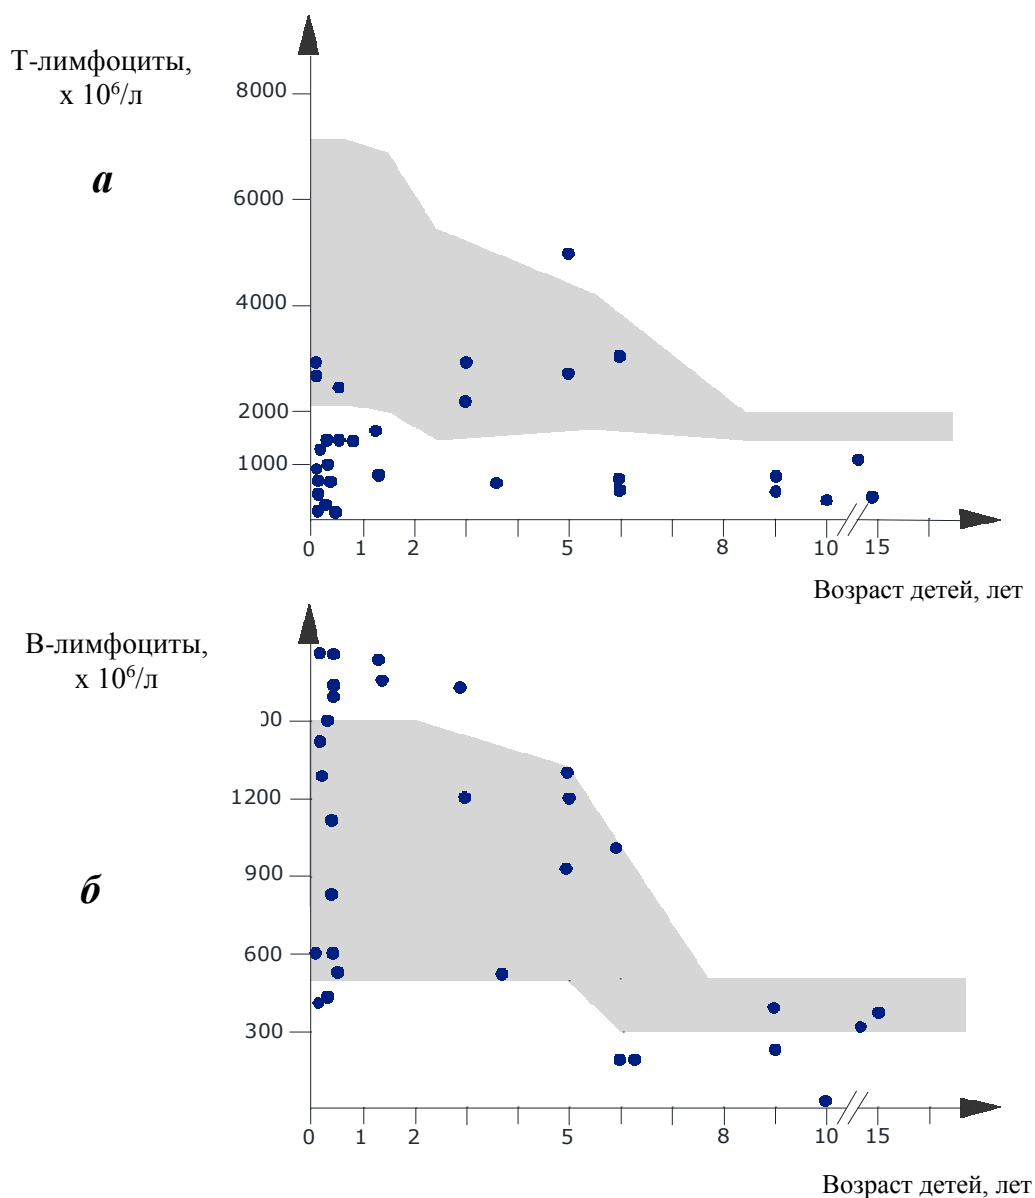 Т-лимфоциты,
х 10⁶/л
а
8000
6000
4000
2000
1000
0 1 2 5 8 10 15
Возраст детей, лет
В-лимфоциты,
х 10⁶/л
б
00
1200
900
600
300
0 1 2 5 8 10 15
Возраст детей, лет